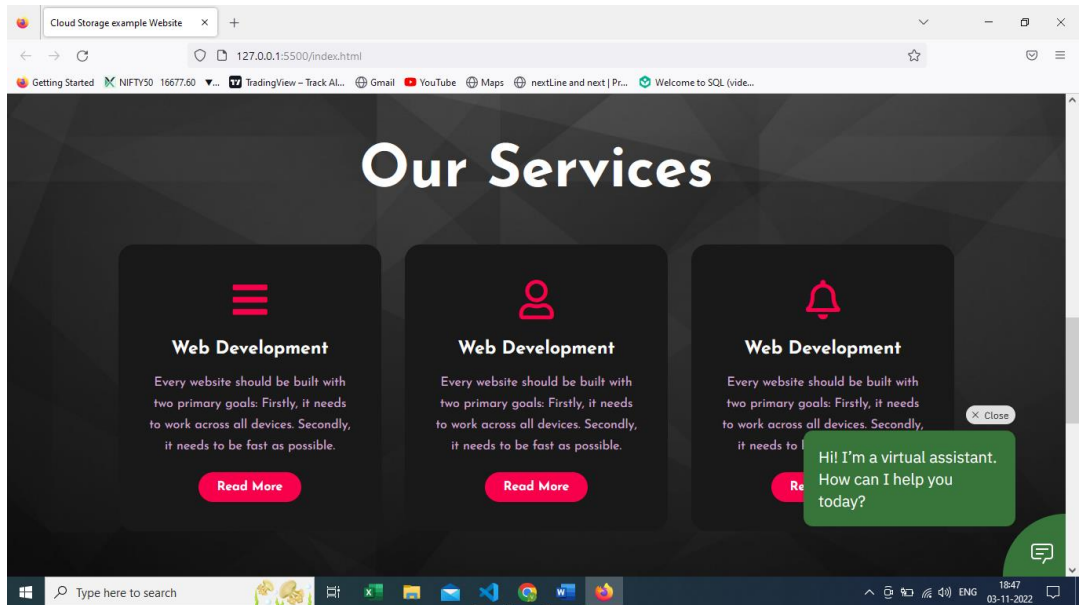 Cloud Storage example Website
127.0.0.1:5500/index.html
Getting Started
NIFTY50 16677.60 ▼...
TradingView – Track Al...
Gmail
YouTube
Maps
nextLine and next | Pr...
Welcome to SQL (vide...
Our Services
Web Development
Every website should be built with
two primary goals: Firstly, it needs
to work across all devices. Secondly,
it needs to be fast as possible.
Read More
Web Development
Every website should be built with
two primary goals: Firstly, it needs
to work across all devices. Secondly,
it needs to be fast as possible.
Read More
Web Development
Every website should be built with
two primary goals: Firstly, it needs
to work across all devices. Secondly,
it needs to
Close
Hi! I'm a virtual assistant.
How can I help you
today?
Type here to search
ENG
18:47
03-11-2022